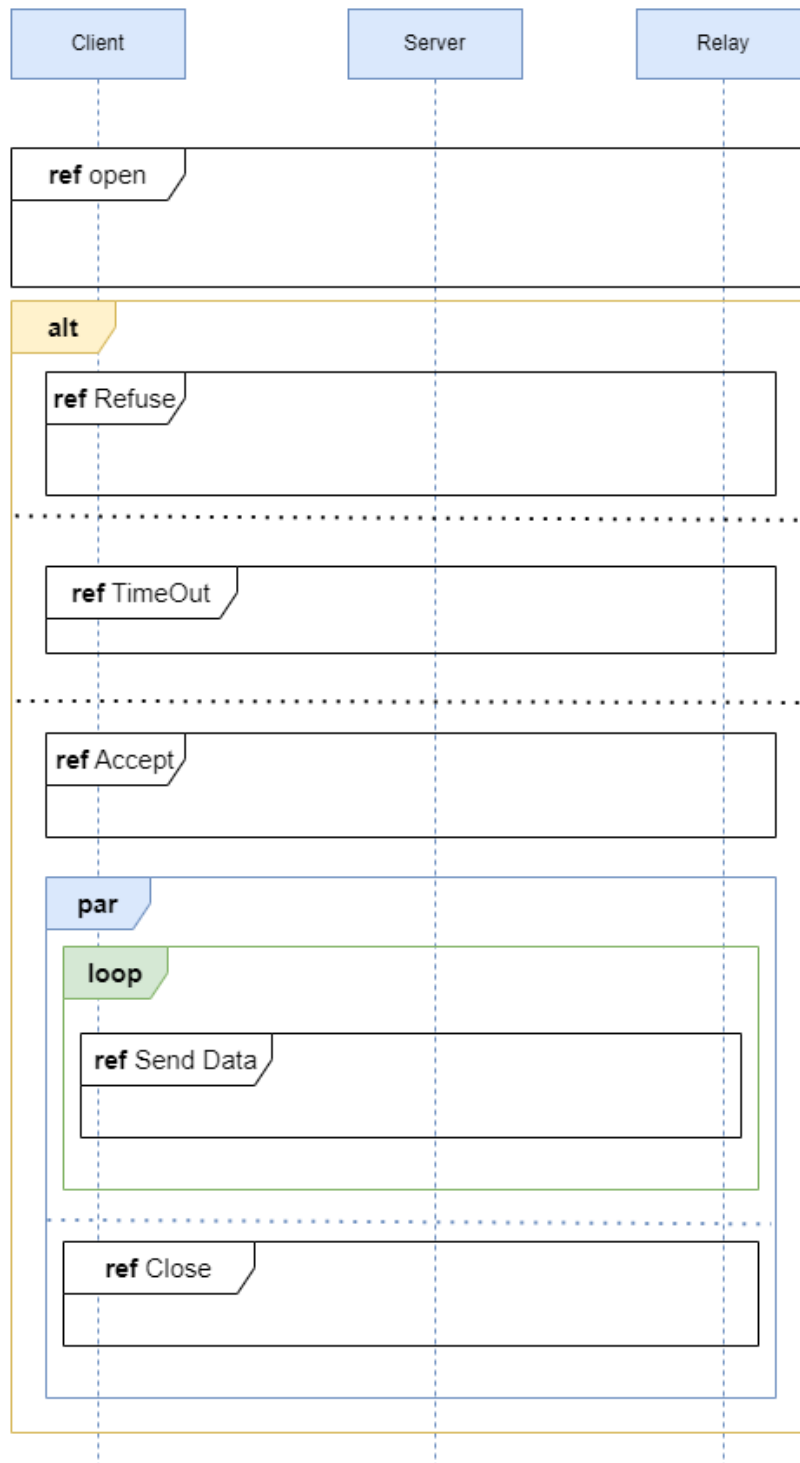 Client
Server
Relay
ref open
alt
ref Refuse
ref TimeOut
ref Accept
par
loop
ref Send Data
ref Close